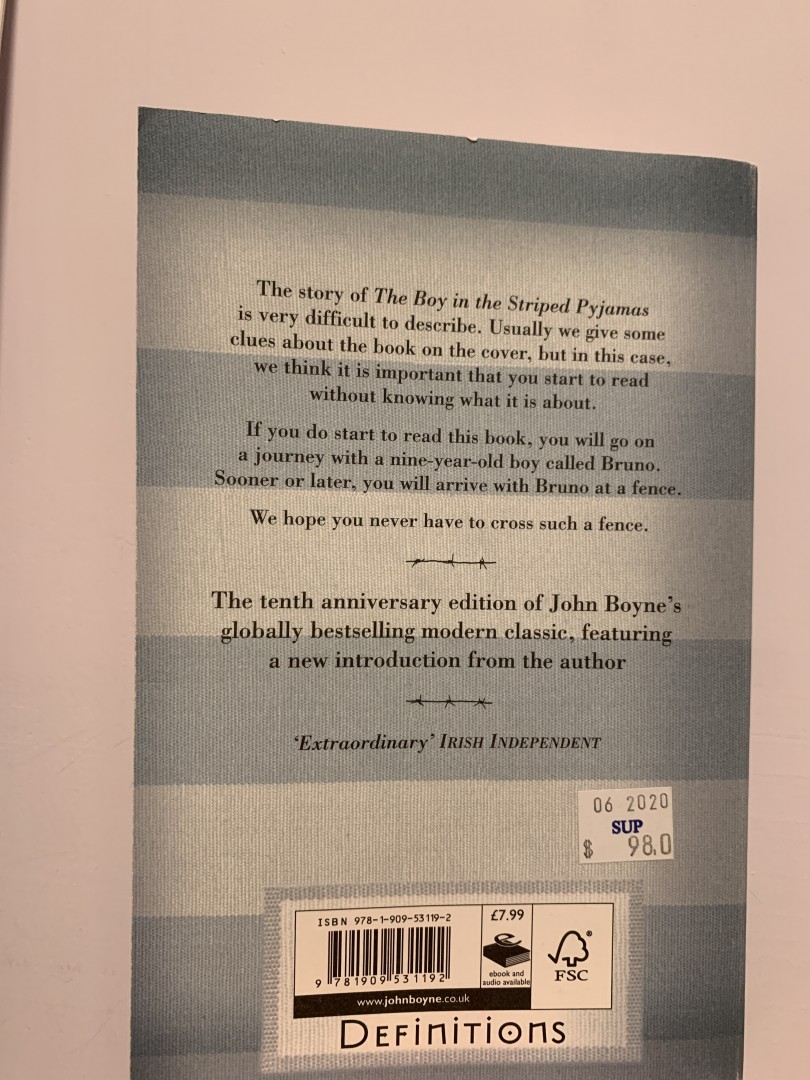 The story of The Boy in the Striped Pyjamas
is very difficult to describe. Usually we give some
clues about the book on the cover, but in this case,
we think it is important that you start to read
without knowing what it is about.
If you do start to read this book, you will go on
a journey with a nine-year-old boy called Bruno.
Sooner or later, you will arrive with Bruno at a fence.
We hope you never have to cross such a fence.
The tenth anniversary edition of John Boyne's
globally bestselling modern classic, featuring
a new introduction from the author
‘Extraordinary’ IRISH INDEPENDENT
06 2020
SUP
$ 98.0
ISBN 978-1-909-53119-2
9 781909 531192
£7.99
ebook and
audio available
FSC
®
www.johnboyne.co.uk
DEFINITIONS